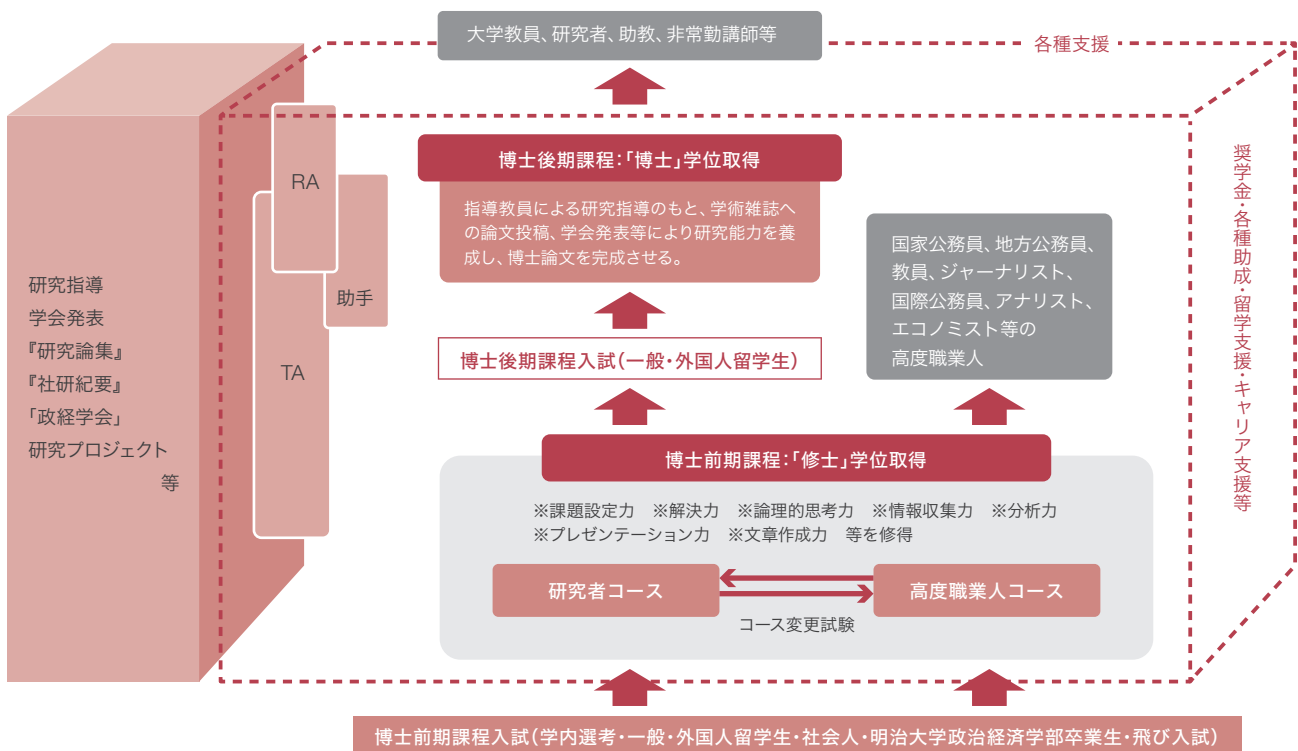 大学教員、研究者、助教、非常勤講師等
各種支援
博士後期課程:「博士」学位取得
指導教員による研究指導のもと、学術雑誌へ
の論文投稿、学会発表等により研究能力を養
成し、博士論文を完成させる。
RA
助手
TA
研究指導
学会発表
『研究論集』
『社研紀要』
「政経学会」
研究プロジェクト
等
国家公務員、地方公務員、
教員、ジャーナリスト、
国際公務員、アナリスト、
エコノミスト等の
高度職業人
奨学金・各種助成・留学支援・キャリア支援等
博士後期課程入試(一般・外国人留学生)
博士前期課程:「修士」学位取得
※課題設定力 ※解決力 ※論理的思考力 ※情報収集力 ※分析力
※プレゼンテーション力 ※文章作成力 等を修得
研究者コース
高度職業人コース
コース変更試験
博士前期課程入試(学内選考・一般・外国人留学生・社会人・明治大学政治経済学部卒業生・飛び入試)